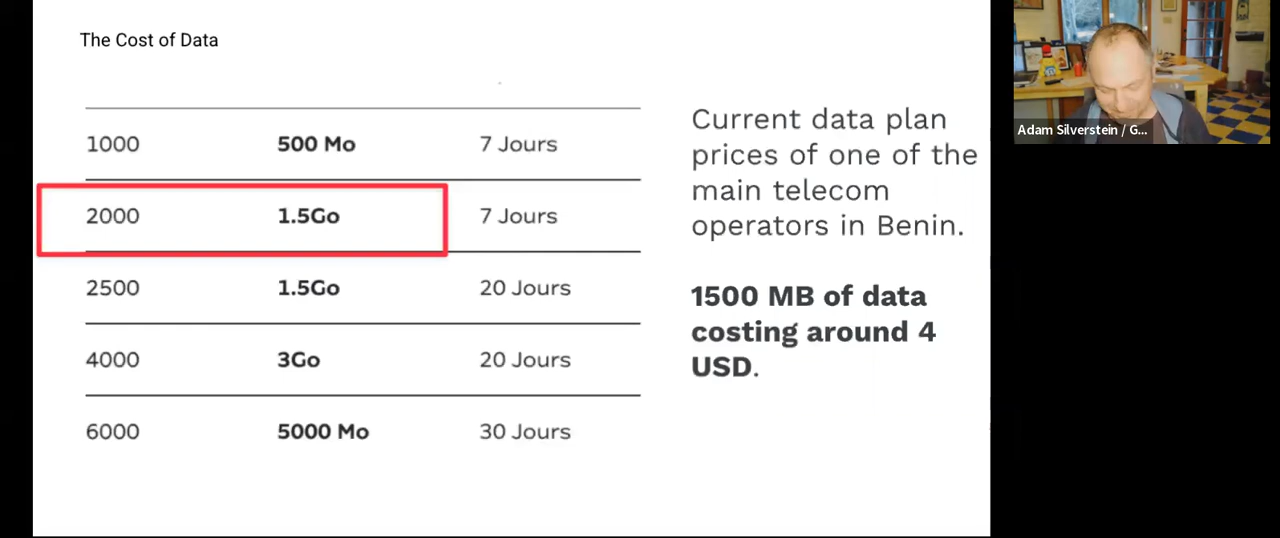 The Cost of Data
1000 500 Mo 7 Jours
2000 1.5Go 7 Jours
2500 1.5Go 20 Jours
4000 3Go 20 Jours
6000 5000 Mo 30 Jours
Current data plan
prices of one of the
main telecom
operators in Benin.
1500 MB of data
costing around 4
USD.
Adam Silverstein / G...